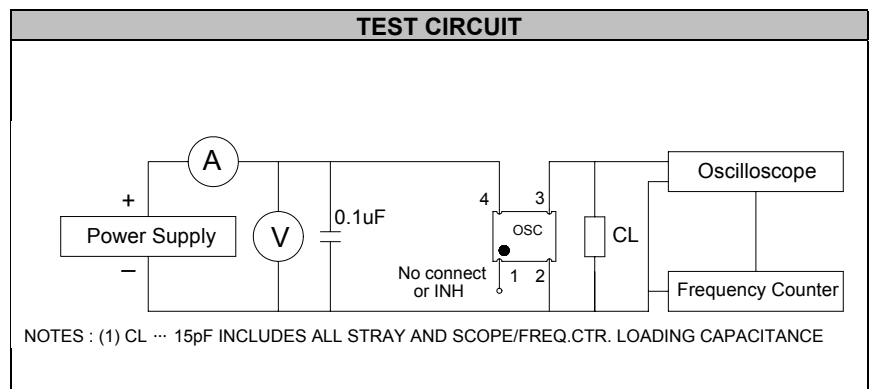 TEST CIRCUIT
A
+
Power Supply
–
V
0.1uF
4
3
OSC
1
2
No connect
or INH
CL
Oscilloscope
Frequency Counter
NOTES : (1) CL ··· 15pF INCLUDES ALL STRAY AND SCOPE/FREQ.CTR. LOADING CAPACITANCE